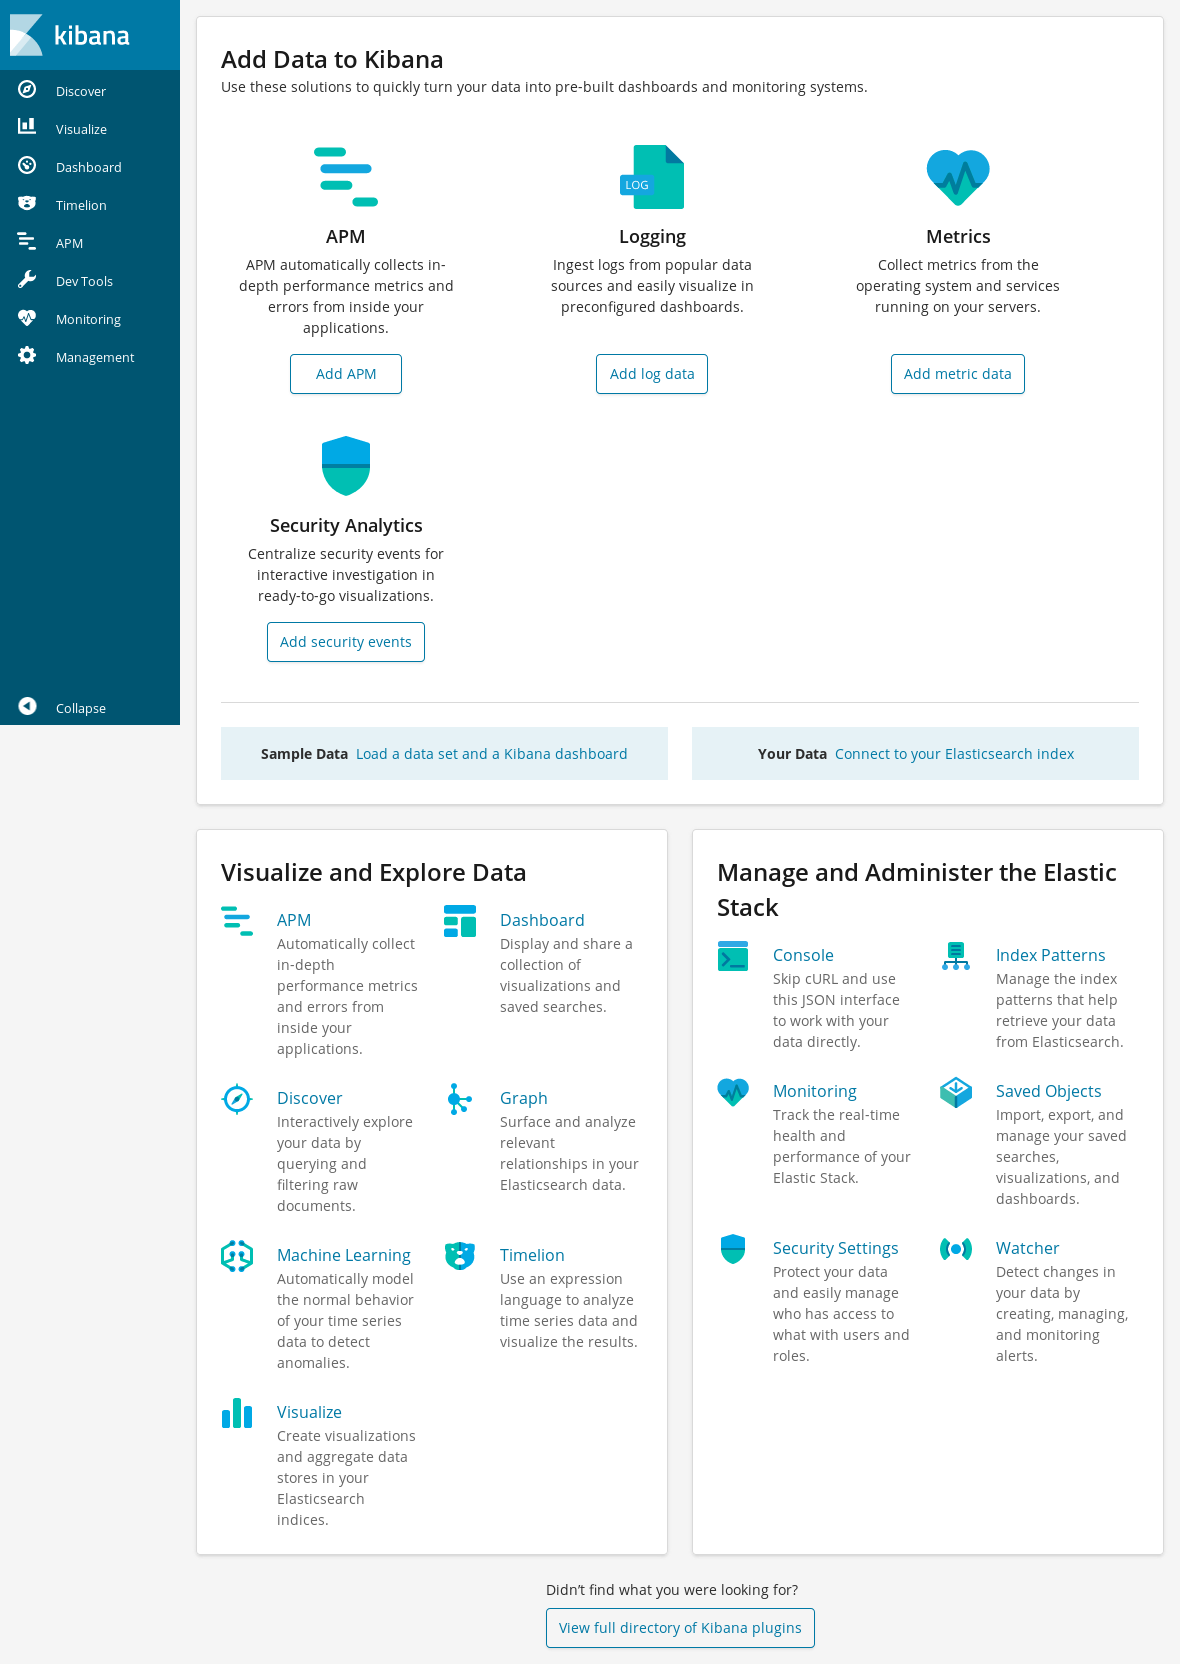 kibana
Discover
Visualize
Dashboard
Timelion
APM
Dev Tools
Monitoring
Management
Collapse
Add Data to Kibana
Use these solutions to quickly turn your data into pre-built dashboards and monitoring systems.
APM
APM automatically collects in-
depth performance metrics and
errors from inside your
applications.
Add APM
LOG
Logging
Ingest logs from popular data
sources and easily visualize in
preconfigured dashboards.
Add log data
Metrics
Collect metrics from the
operating system and services
running on your servers.
Add metric data
Security Analytics
Centralize security events for
interactive investigation in
ready-to-go visualizations.
Add security events
Sample Data Load a data set and a Kibana dashboard
Your Data Connect to your Elasticsearch index
Visualize and Explore Data
APM
Automatically collect
in-depth
performance metrics
and errors from
inside your
applications.
Dashboard
Display and share a
collection of
visualizations and
saved searches.
Discover
Interactively explore
your data by
querying and
filtering raw
documents.
Graph
Surface and analyze
relevant
relationships in your
Elasticsearch data.
Machine Learning
Automatically model
the normal behavior
of your time series
data to detect
anomalies.
Timelion
Use an expression
language to analyze
time series data and
visualize the results.
Visualize
Create visualizations
and aggregate data
stores in your
Elasticsearch
indices.
Manage and Administer the Elastic
Stack
Console
Skip cURL and use
this JSON interface
to work with your
data directly.
Index Patterns
Manage the index
patterns that help
retrieve your data
from Elasticsearch.
Monitoring
Track the real-time
health and
performance of your
Elastic Stack.
Saved Objects
Import, export, and
manage your saved
searches,
visualizations, and
dashboards.
Security Settings
Protect your data
and easily manage
who has access to
what with users and
roles.
Watcher
Detect changes in
your data by
creating, managing,
and monitoring
alerts.
Didn’t find what you were looking for?
View full directory of Kibana plugins